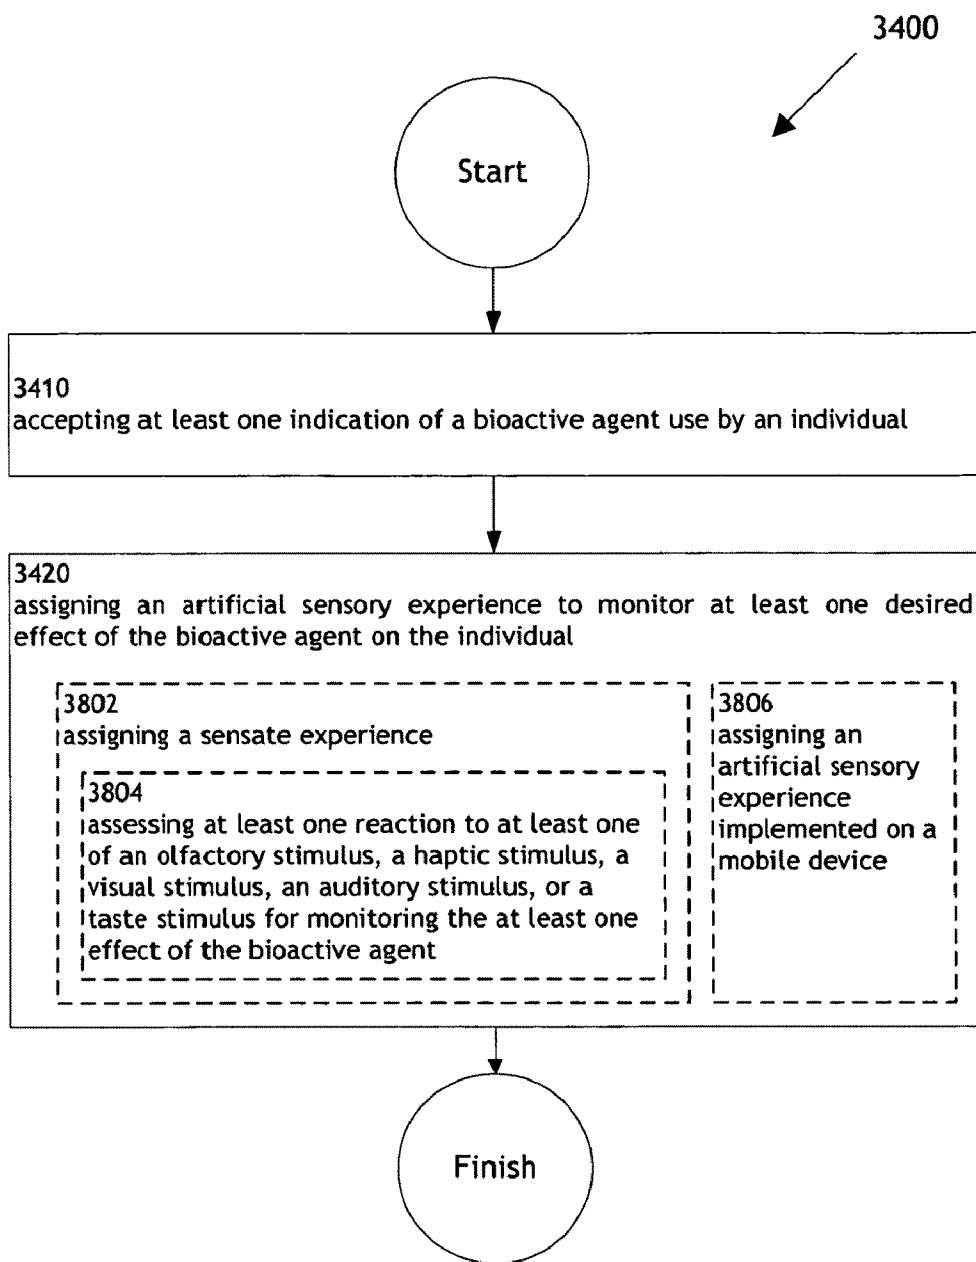 3400
Start
3410
accepting at least one indication of a bioactive agent use by an individual
3420
assigning an artificial sensory experience to monitor at least one desired
effect of the bioactive agent on the individual
3802
assigning a sensate experience
3804
assessing at least one reaction to at least one
of an olfactory stimulus, a haptic stimulus, a
visual stimulus, an auditory stimulus, or a
taste stimulus for monitoring the at least one
effect of the bioactive agent
3806
assigning an
artificial sensory
experience
implemented on a
mobile device
Finish